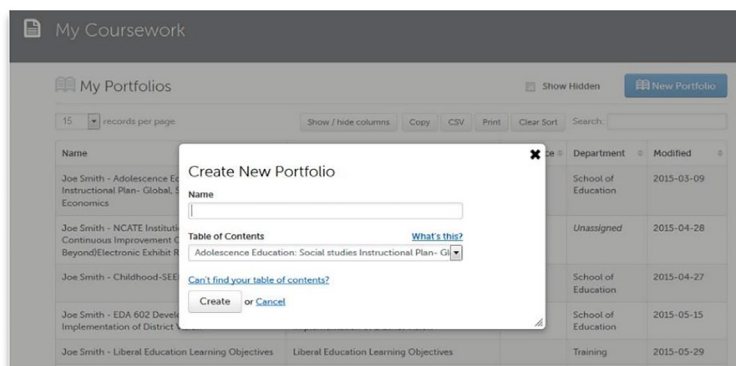 My Coursework
My Portfolios
Show Hidden
New Portfolio
15 records per page
Show / hide columns
Copy
CSV
Print
Clear Sort
Search:
Name
ce
Department
Modified
Joe Smith - Adolescence Ed
Instructional Plan- Global, S
Economics
School of
Education
2015-03-09
Joe Smith - NCATE Instituti
Continuous Improvement C
Beyond)Electronic Exhibit R
Unassigned
2015-04-28
Joe Smith - Childhood-SEE
School of
Education
2015-04-27
Joe Smith - EDA 602 Devel
Implementation of District
School of
Education
2015-05-15
Joe Smith - Liberal Education Learning Objectives
Liberal Education Learning Objectives
Training
2015-05-29
Create New Portfolio
Name
Table of Contents
What's this?
Adolescence Education: Social studies Instructional Plan- Gl
Can't find your table of contents?
Create or Cancel